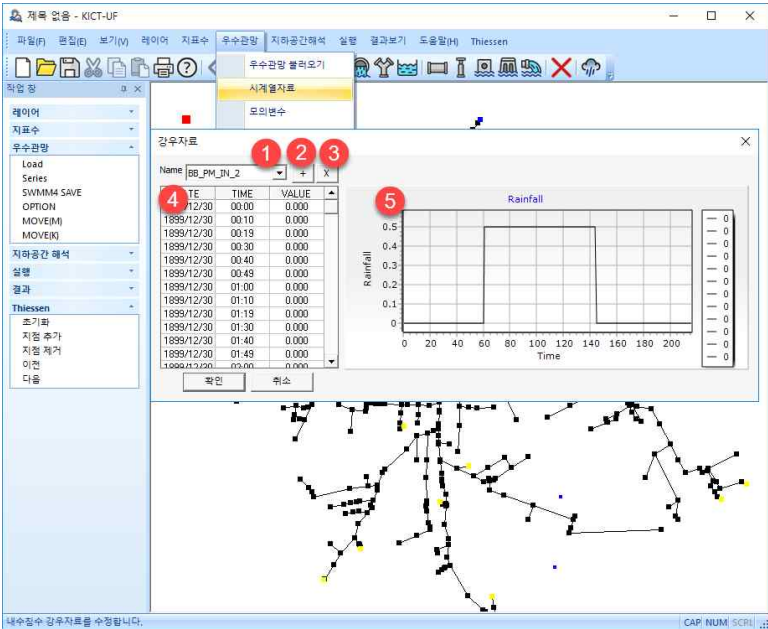 제목 없음 - KICT-UF
파일(F) 편집(E) 보기(V) 레이어 지표수 우수관망 지하공간해석 실행 결과보기 도움말(H) Thiessen
우수관망 불러오기
시계열자료
모의변수
작업 창
레이어
지표수
우수관망
Load
Series
SWMM4 SAVE
OPTION
MOVE(M)
MOVE(K)
지하공간 해석
실행
결과
Thiessen
초기화
지점 추가
지점 제거
이전
다음
강우자료
1 2 3
Name BB_PM_IN_2 + X
4
TE TIME VALUE
00:00 0.000
1899/12/30 00:10 0.000
1899/12/30 00:19 0.000
1899/12/30 00:30 0.000
1899/12/30 00:40 0.000
1899/12/30 00:49 0.000
1899/12/30 01:00 0.000
1899/12/30 01:10 0.000
1899/12/30 01:19 0.000
1899/12/30 01:30 0.000
1899/12/30 01:40 0.000
1899/12/30 01:49 0.000
1899/12/30 02:00 0.000
확인 취소
5
Rainfall
Rainfall
0.5
0.4
0.3
0.2
0.1
0
0 20 40 60 80 100 120 140 160 180 200
Time
0
0
0
0
0
0
0
0
0
0
내수침수 강우자료를 수정합니다.
CAP NUM SCRL